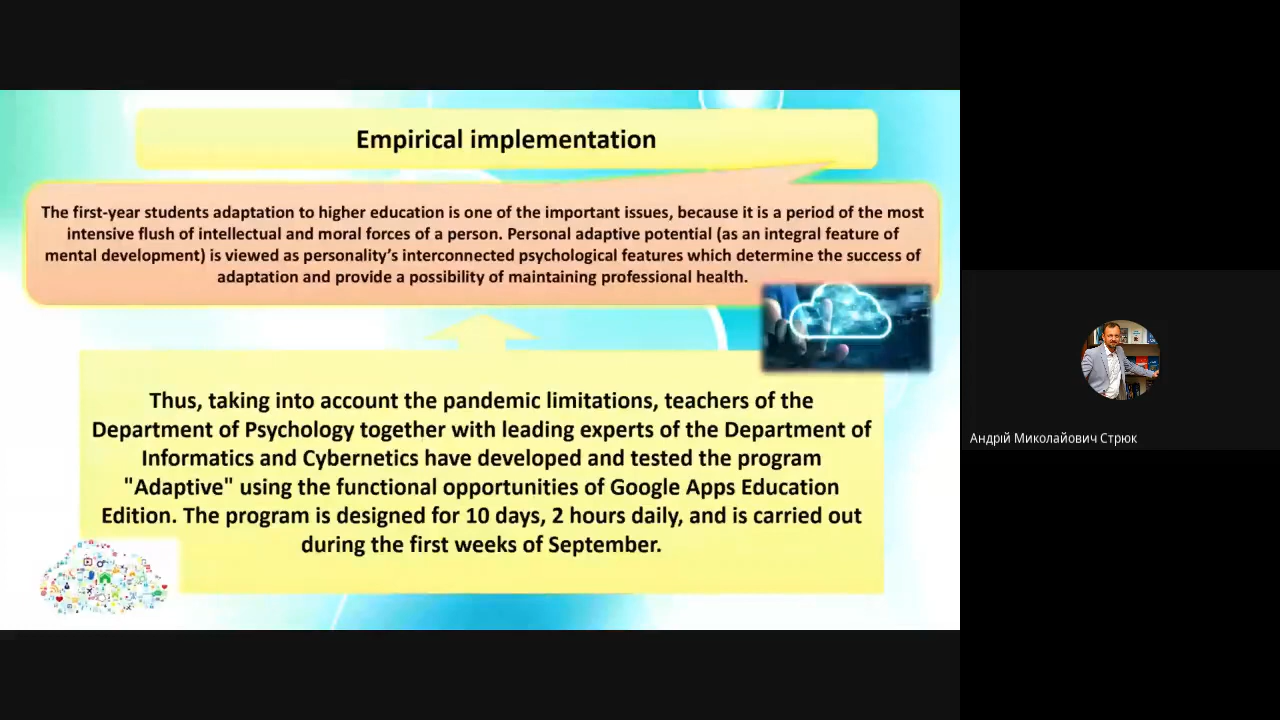 Empirical implementation
The first-year students adaptation to higher education is one of the important issues, because it is a period of the most
intensive flush of intellectual and moral forces of a person. Personal adaptive potential (as an integral feature of
mental development) is viewed as personality’s interconnected psychological features which determine the success of
adaptation and provide a possibility of maintaining professional health.
Thus, taking into account the pandemic limitations, teachers of the
Department of Psychology together with leading experts of the Department of
Informatics and Cybernetics have developed and tested the program
"Adaptive" using the functional opportunities of Google Apps Education
Edition. The program is designed for 10 days, 2 hours daily, and is carried out
during the first weeks of September.
Андрій Миколайович Стрюк